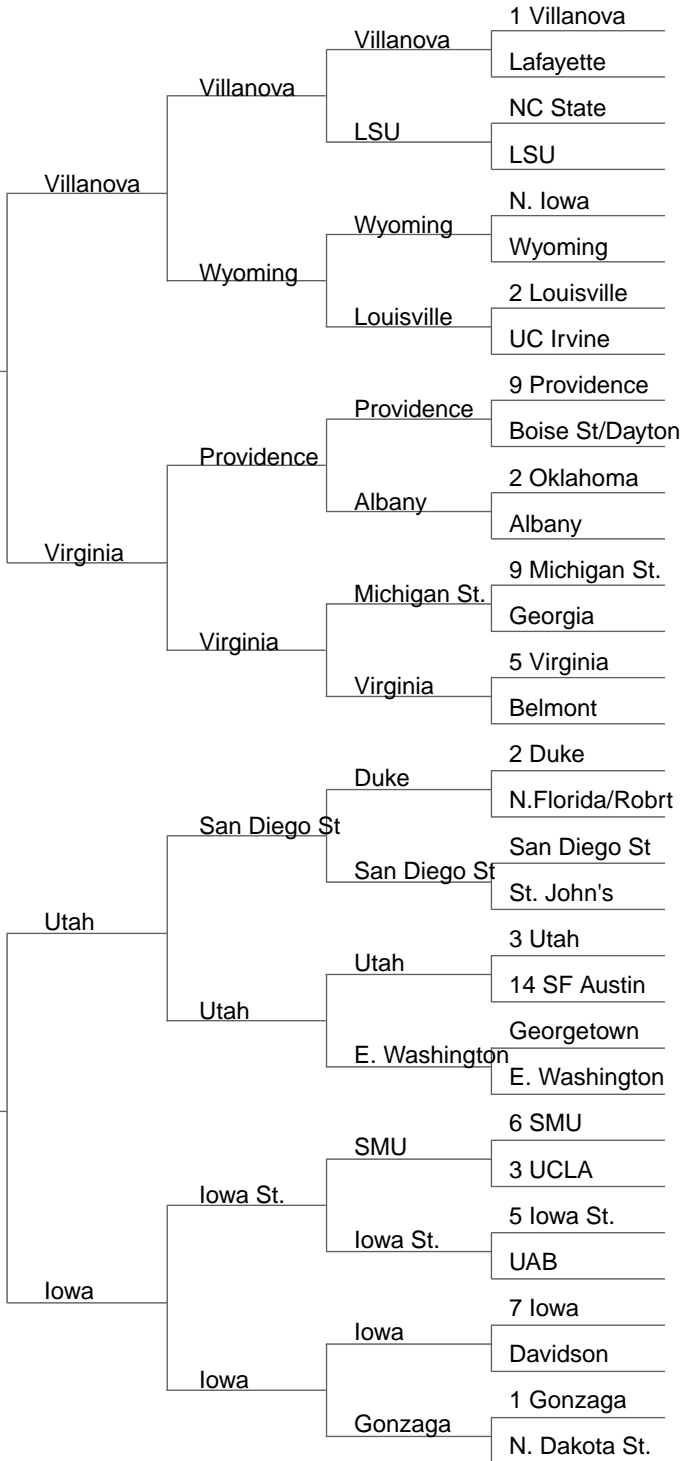 1 Villanova
Villanova
Lafayette
Villanova
NC State
LSU
LSU
Villanova
N. Iowa
Wyoming
Wyoming
Wyoming
2 Louisville
Louisville
UC Irvine
9 Providence
Providence
Boise St/Dayton
Providence
2 Oklahoma
Albany
Albany
Virginia
9 Michigan St.
Michigan St.
Georgia
Virginia
5 Virginia
Virginia
Belmont
2 Duke
Duke
N.Florida/Robrt
San Diego St
San Diego St
San Diego St
St. John's
Utah
3 Utah
Utah
14 SF Austin
Utah
Georgetown
E. Washington
E. Washington
6 SMU
SMU
3 UCLA
Iowa St.
5 Iowa St.
Iowa St.
UAB
Iowa
7 Iowa
Iowa
Davidson
Iowa
1 Gonzaga
Gonzaga
N. Dakota St.